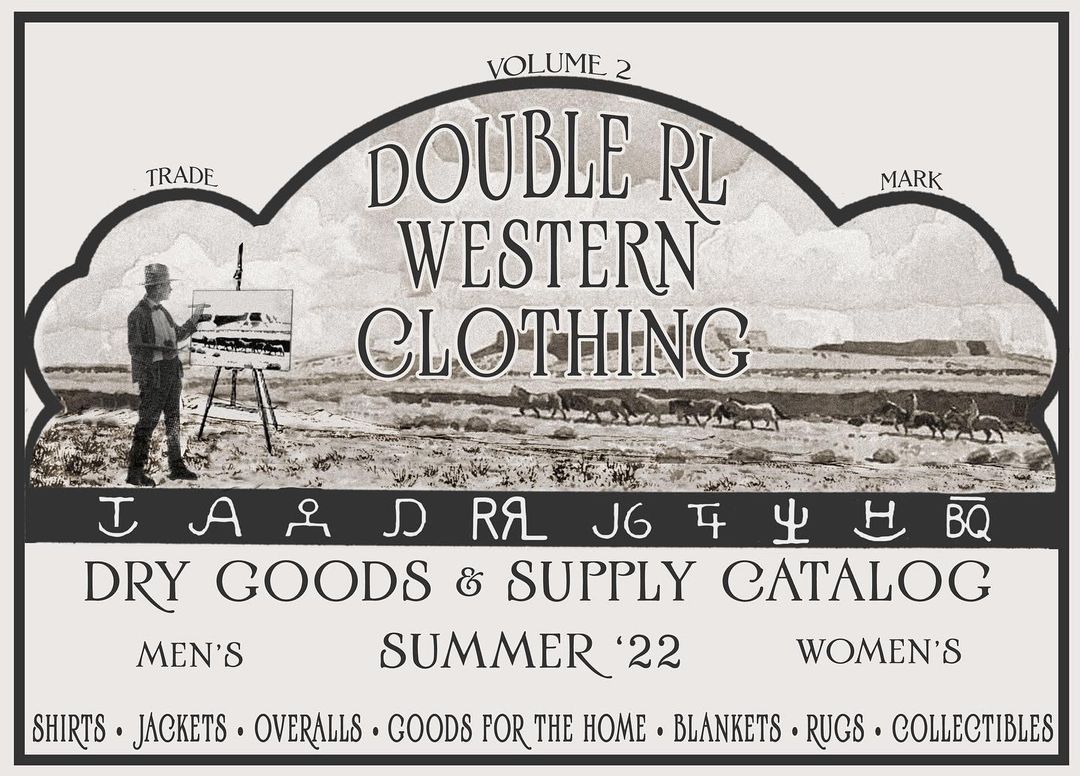 VOLUME 2
TRADE
MARK
DOUBLE RL
WESTERN
CLOTHING
DRY GOODS & SUPPLY CATALOG
MEN'S
SUMMER '22
WOMEN'S
SHIRTS • JACKETS • OVERALLS • GOODS FOR THE HOME • BLANKETS • RUGS • COLLECTIBLES